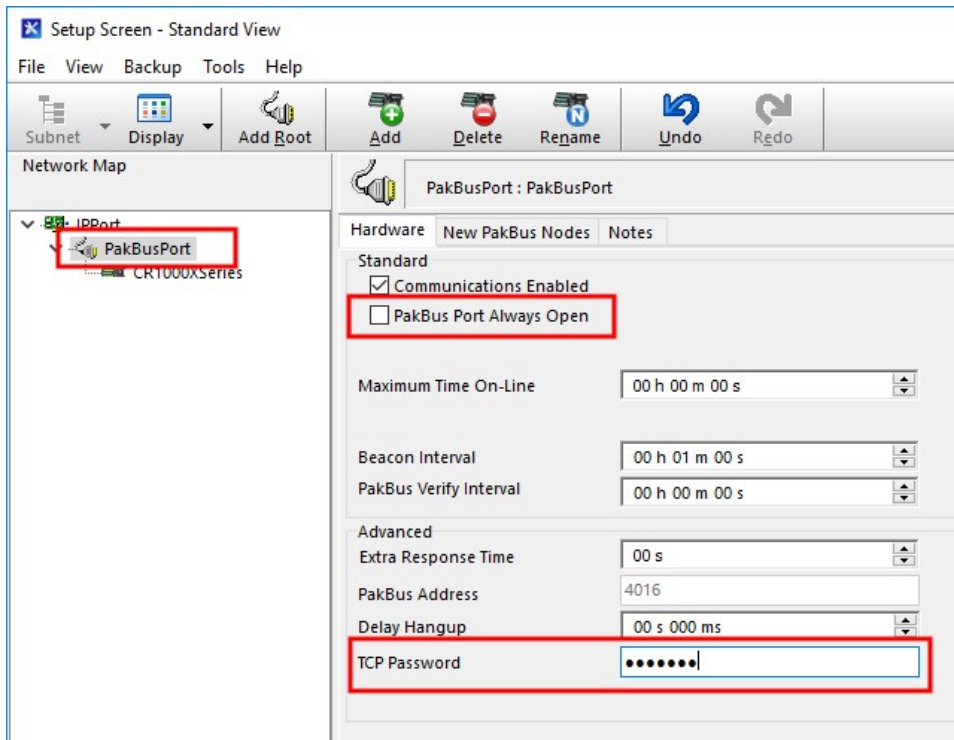 Setup Screen - Standard View
File View Backup Tools Help
Subnet Display Add Root Add Delete Rename Undo Redo
Network Map
PakBusPort : PakBusPort
IPPort
PakBusPort
CR1000XSeries
Hardware New PakBus Nodes Notes
Standard
Communications Enabled
PakBus Port Always Open
Maximum Time On-Line 00 h 00 m 00 s
Beacon Interval 00 h 01 m 00 s
PakBus Verify Interval 00 h 00 m 00 s
Advanced
Extra Response Time 00 s
PakBus Address 4016
Delay Hangup 00 s 000 ms
TCP Password •••••••